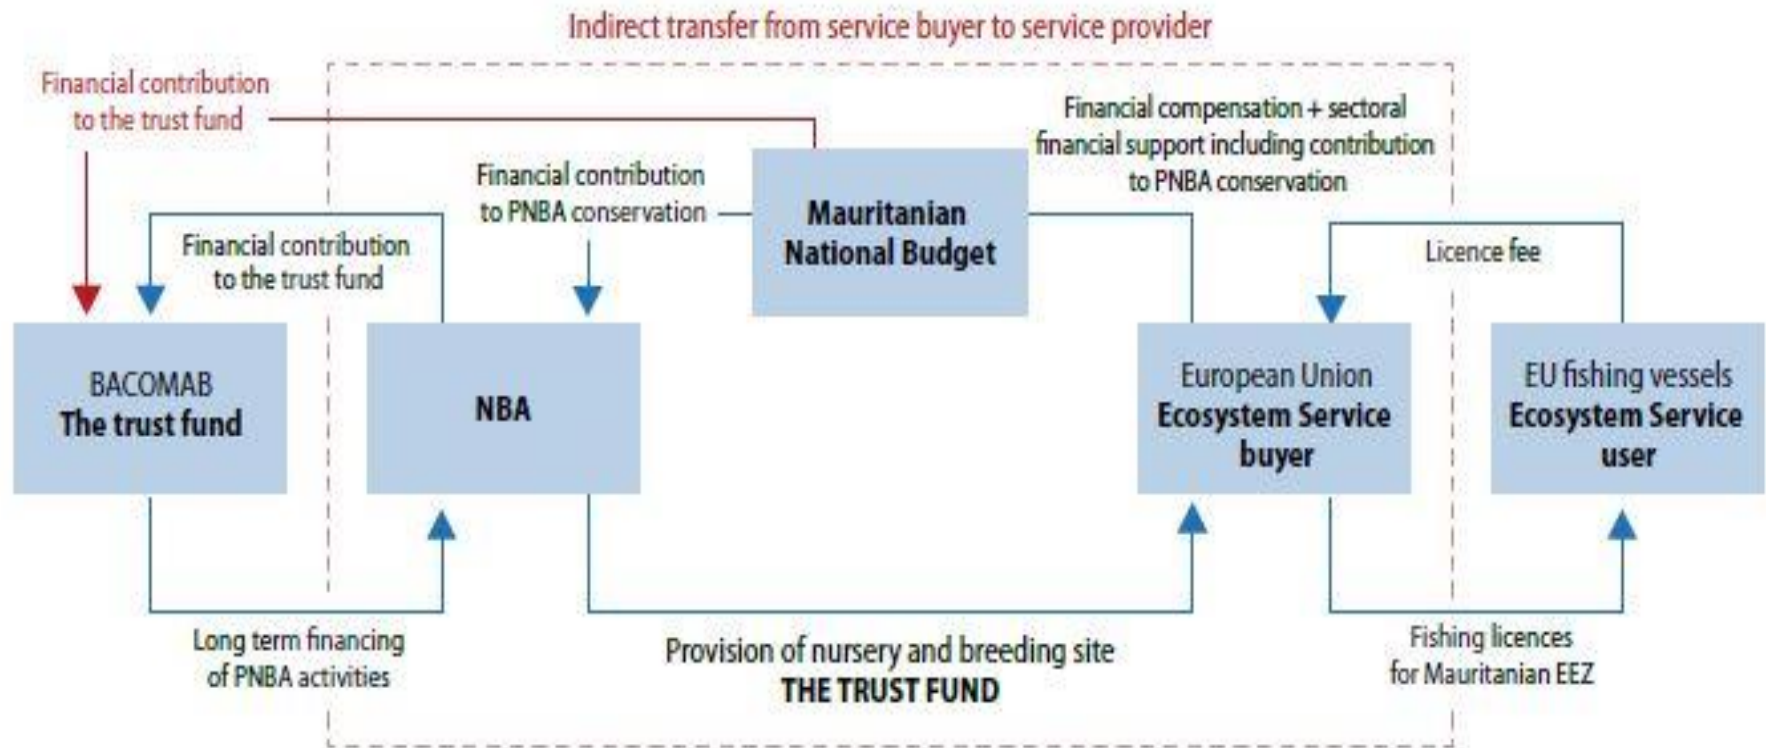 Indirect transfer from service buyer to service provider
Financial contribution
to the trust fund
Financial compensation + sectoral
financial support including contribution
to PNBA conservation
Financial contribution
to PNBA conservation
Mauritanian
National Budget
Financial contribution
to the trust fund
Licence fee
BACOMAB
The trust fund
NBA
European Union
Ecosystem Service
buyer
EU fishing vessels
Ecosystem Service
user
Long term financing
of PNBA activities
Provision of nursery and breeding site
THE TRUST FUND
Fishing licences
for Mauritanian EEZ